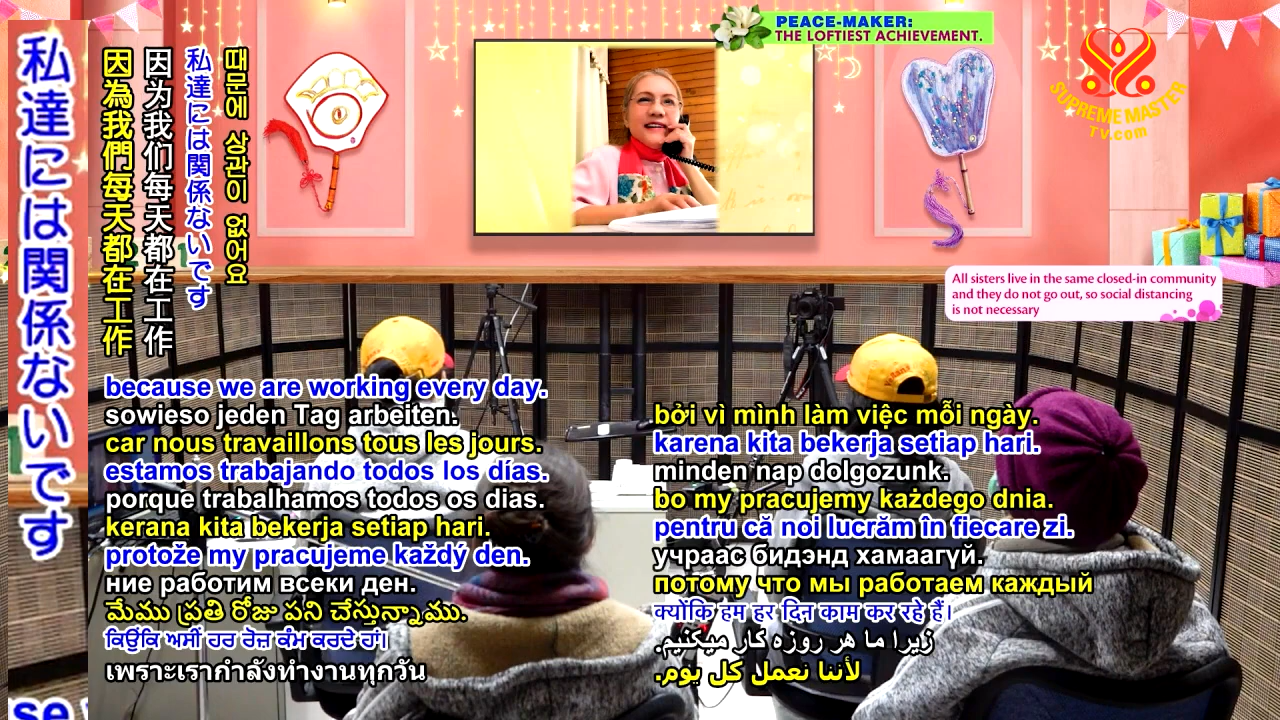 PEACE-MAKER:
THE LOFTIEST ACHIEVEMENT.
SUPREME MASTER
TV.com
私達には関係ないです
因為我們每天都在工作
因为我们每天都在工作
私達には関係ないです
때문에 상관이 없어요
All sisters live in the same closed-in community
and they do not go out, so social distancing
is not necessary
because we are working every day.
sowieso jeden Tag arbeiten.
car nous travaillons tous les jours.
estamos trabajando todos los días.
porque trabalhamos todos os dias.
kerana kita bekerja setiap hari.
protože my pracujeme každý den.
ние работим всеки ден.
మేము ప్రతి రోజు పని చేస్తున్నాము.
ਕਿਉਂਕਿ ਅਸੀਂ ਹਰ ਰੋਜ਼ ਕੰਮ ਕਰਦੇ ਹਾਂ।
เพราะเรากำลังทำงานทุกวัน
bởi vì mình làm việc mỗi ngày.
karena kita bekerja setiap hari.
minden nap dolgozunk.
bo my pracujemy każdego dnia.
pentru că noi lucrăm în fiecare zi.
учраас бидэнд хамаагүй.
потому что мы работаем каждый
क्योंकि हम हर दिन काम कर रहे हैं।
زیرا ما هر روزه کار میکنیم.
لأننا نعمل كل يوم.
se